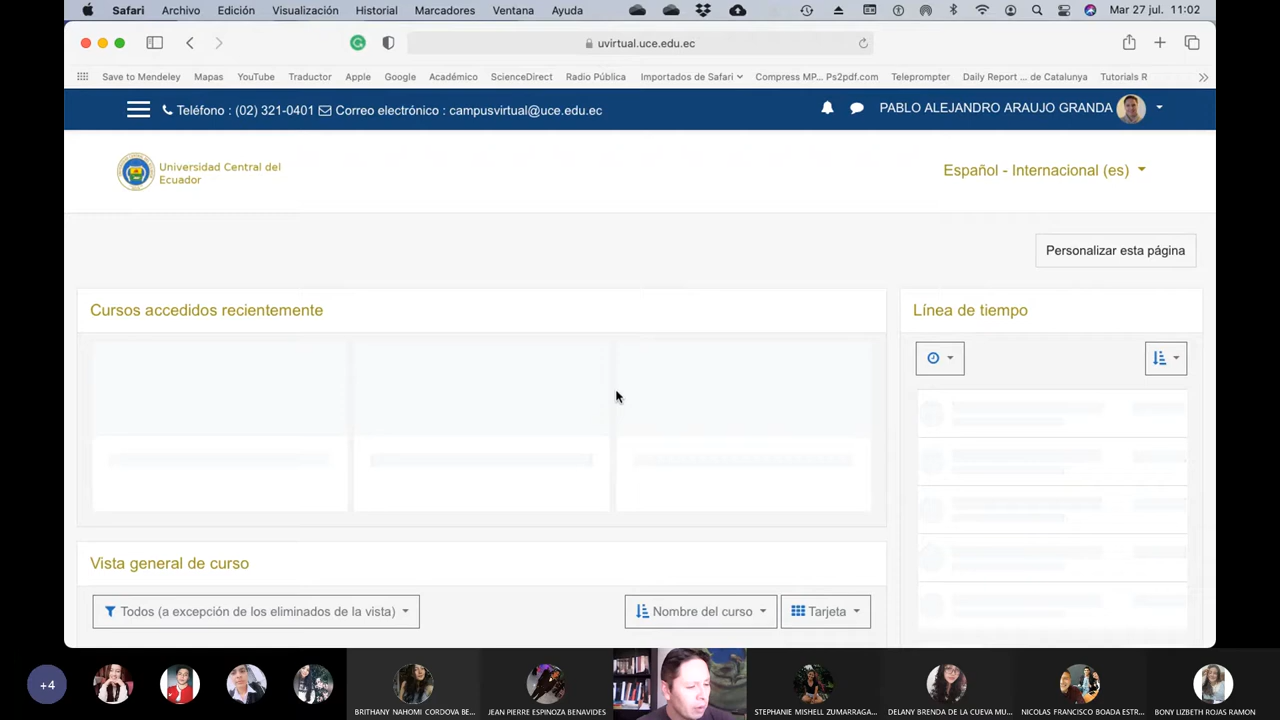 Safari Archivo Edición Visualización Historial Marcadores Ventana Ayuda Mar 27 jul. 11:02
uvirtual.uce.edu.ec
Save to Mendeley Mapas YouTube Traductor Apple Google Académico ScienceDirect Radio Pública Importados de Safari Compress MP... Ps2pdf.com Teleprompter Daily Report ... de Catalunya Tutorials R
Teléfono : (02) 321-0401 Correo electrónico : campusvirtual@uce.edu.ec PABLO ALEJANDRO ARAUJO GRANDA
Universidad Central del
Ecuador
Español - Internacional (es)
Personalizar esta página
Cursos accedidos recientemente
Línea de tiempo
Vista general de curso
Todos (a excepción de los eliminados de la vista) Nombre del curso Tarjeta
+4
BRITHANY NAHOMI CORDOVA BE... JEAN PIERRE ESPINOZA BENAVIDES STEPHANIE MISHELL ZUMARRAGA... DELANY BRENDA DE LA CUEVA MU... NICOLAS FRANCISCO BOADA ESTR... BONY LIZBETH ROJAS RAMON